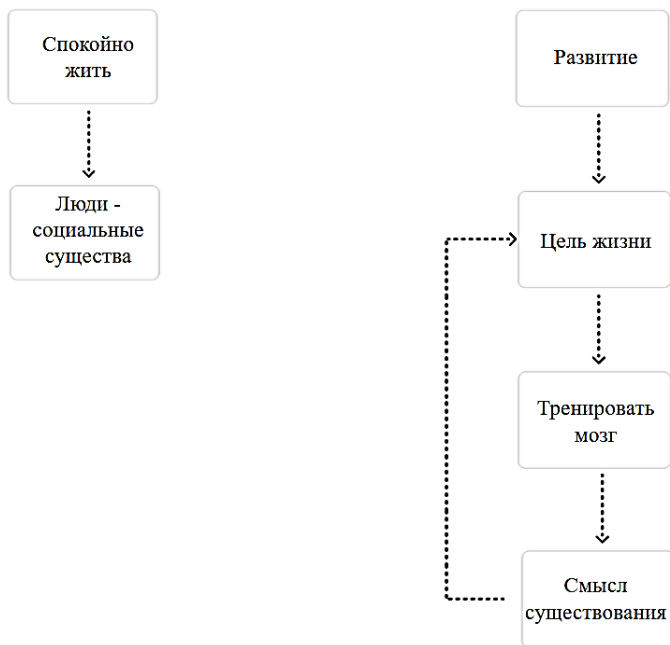 Спокойно
жить
Люди -
социальные
существа
Развитие
Цель жизни
Тренировать
мозг
Смысл
существования